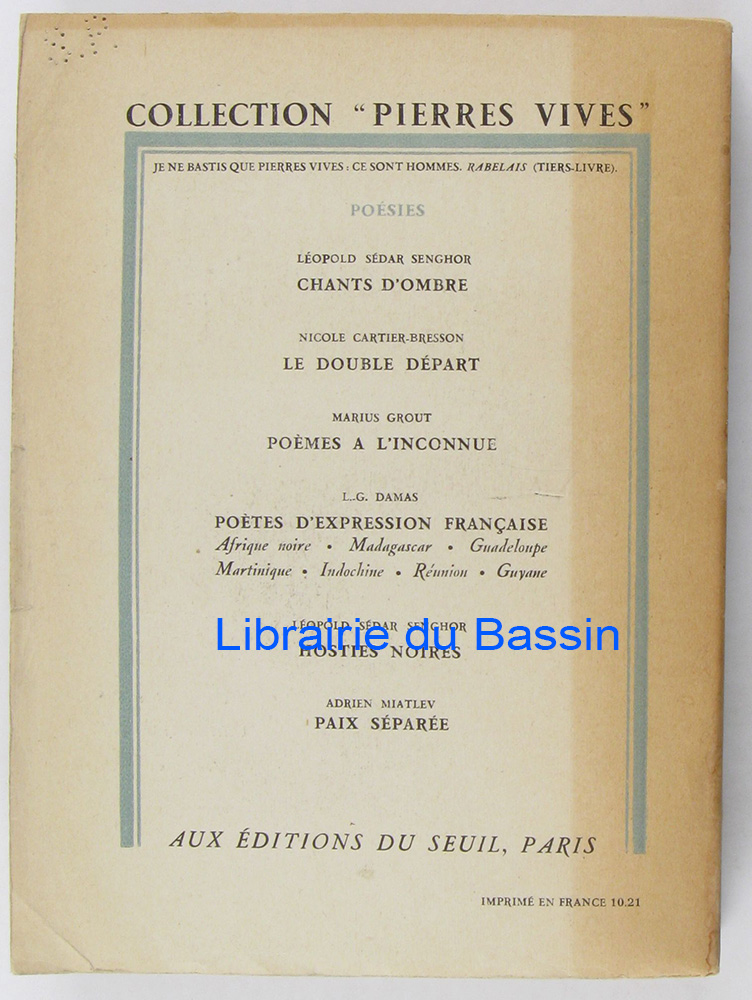 COLLECTION “PIERRES VIVES”
JE NE BASTIS QUE PIERRES VIVES : CE SONT HOMMES. RABELAIS (TIERS-LIVRE).
POÉSIES
LÉOPOLD SÉDAR SENGHOR
CHANTS D'OMBRE
NICOLE CARTIER-BRESSON
LE DOUBLE DÉPART
MARIUS GROUT
POÈMES A L'INCONNUE
L.-G. DAMAS
POÈTES D'EXPRESSION FRANÇAISE
Afrique noire • Madagascar • Guadeloupe
Martinique • Indochine • Réunion • Guyane
LÉOPOLD SÉDAR SENGHOR
Librairie du Bassin
HOSTIES NOIRES
ADRIEN MIATLEV
PAIX SÉPARÉE
AUX ÉDITIONS DU SEUIL, PARIS
IMPRIMÉ EN FRANCE 10.21